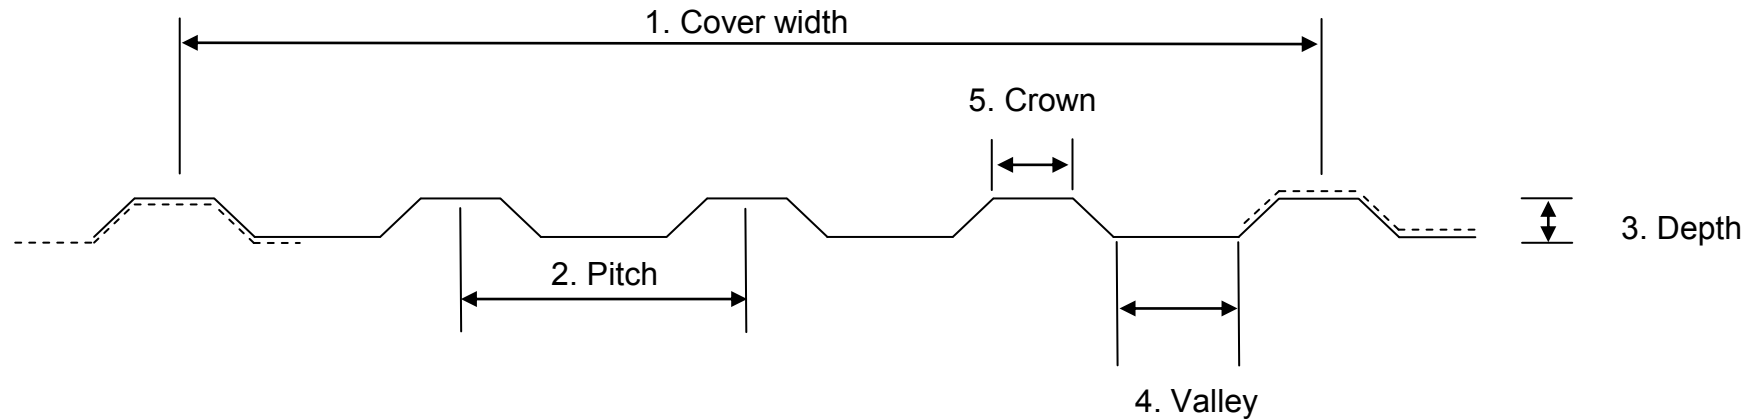 1. Cover width
5. Crown
3. Depth
2. Pitch
4. Valley